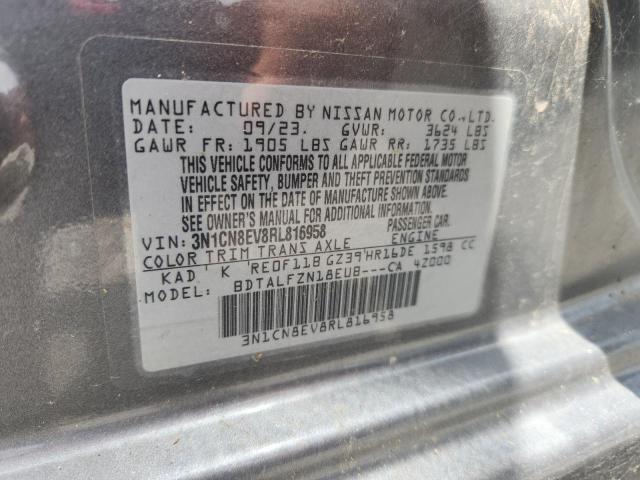 MANUFACTURED BY NISSAN MOTOR CO., LTD.
DATE: 09/23. GVWR: 3624 LBS
GAWR FR: 1905 LBS GAWR RR: 1735 LBS
THIS VEHICLE CONFORMS TO ALL APPLICABLE FEDERAL MOTOR
VEHICLE SAFETY, BUMPER AND THEFT PREVENTION STANDARDS
IN EFFECT ON THE DATE OF MANUFACTURE SHOWN ABOVE.
SEE OWNER'S MANUAL FOR ADDITIONAL INFORMATION.
VIN: 3N1CN8EV8RL816958 PASSENGER CAR.
COLOR TRIM TRANS AXLE ENGINE
KAD K RE0F11B GZ39 HR16DE 1598 CC
MODEL: BDTALFZN18EUB---CA 42000
3N1CN8EV8RL816958